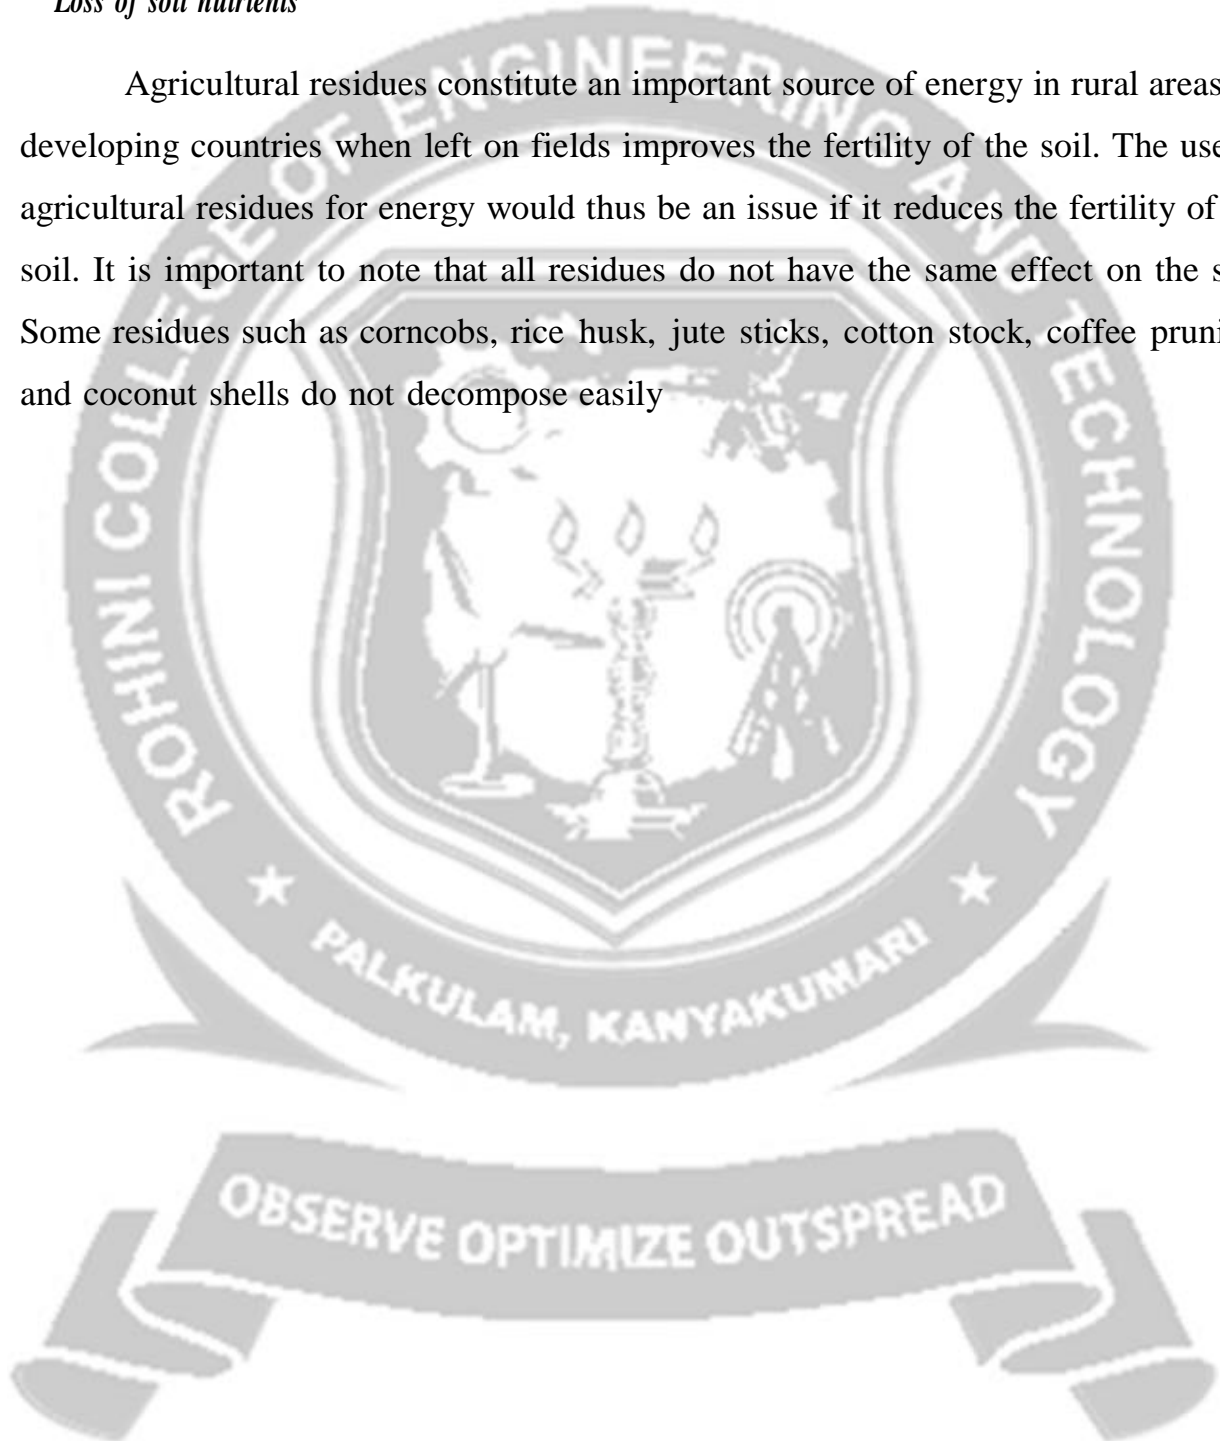 Loss of soil nutrients
Agricultural residues constitute an important source of energy in rural areas
developing countries when left on fields improves the fertility of the soil. The use
agricultural residues for energy would thus be an issue if it reduces the fertility of
soil. It is important to note that all residues do not have the same effect on the s
Some residues such as corncobs, rice husk, jute sticks, cotton stock, coffee pruni
and coconut shells do not decompose easily
ROHINI COLLEGE OF ENGINEERING AND TECHNOLOGY
PALKULAM, KANYAKUMARI
OBSERVE OPTIMIZE OUTSPREAD